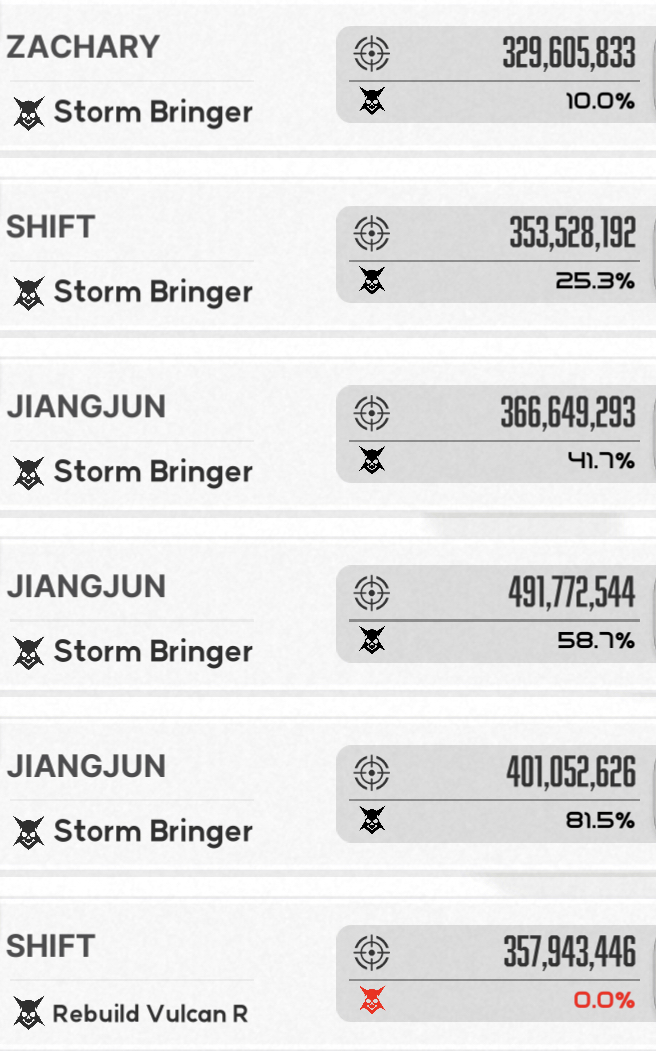 ZACHARY
329,605,833
Storm Bringer
10.0%
SHIFT
353,528,192
Storm Bringer
25.3%
JIANGJUN
366,649,293
Storm Bringer
41.7%
JIANGJUN
491,772,544
Storm Bringer
58.7%
JIANGJUN
401,052,626
Storm Bringer
81.5%
SHIFT
357,943,446
Rebuild Vulcan R
0.0%